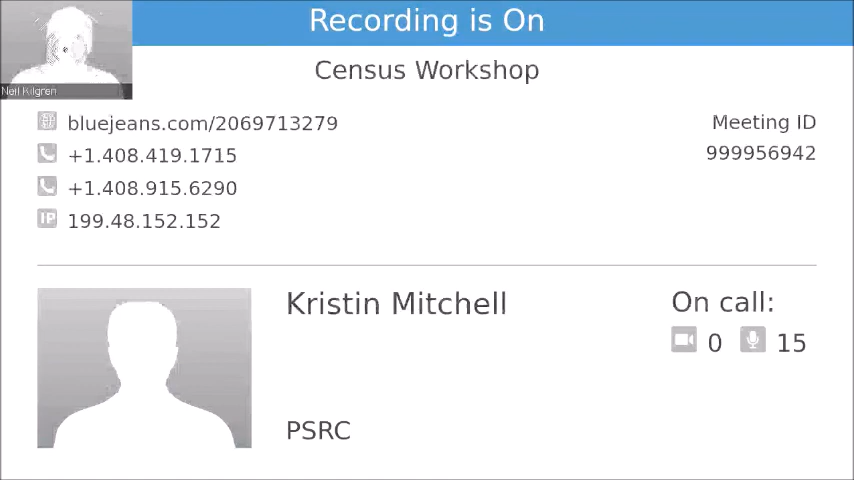 Recording is On
Neil Kilgren
Census Workshop
bluejeans.com/2069713279
+1.408.419.1715
+1.408.915.6290
IP 199.48.152.152
Meeting ID
999956942
Kristin Mitchell
PSRC
On call:
0 15